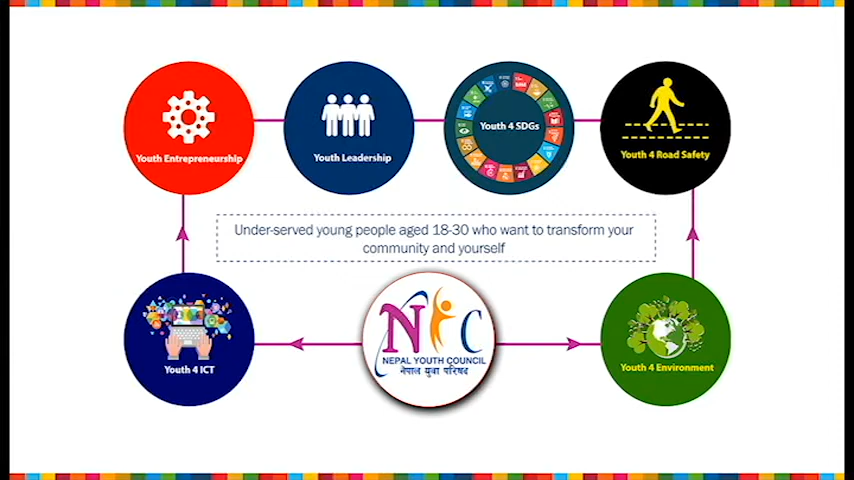 Youth Entrepreneurship
Youth Leadership
Youth 4 SDGs
Youth 4 Road Safety
Under-served young people aged 18-30 who want to transform your
community and yourself
Youth 4 ICT
NYC
NEPAL YOUTH COUNCIL
नेपाल युवा परिषद
Youth 4 Environment